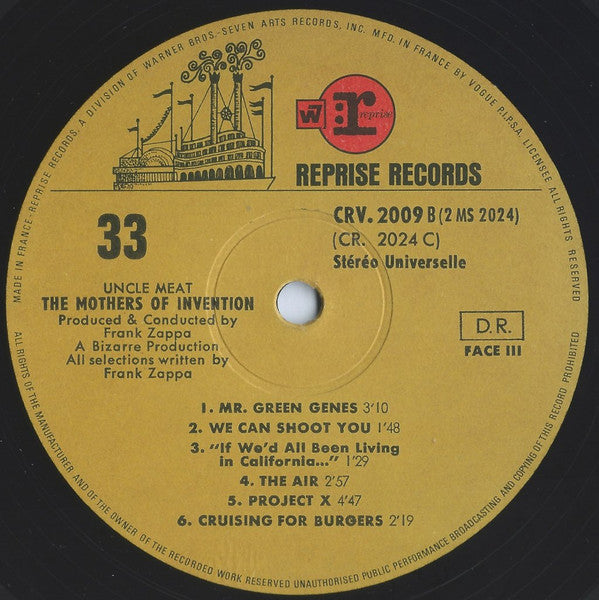 MADE IN FRANCE-REPRISE RECORDS, A DIVISION OF WARNER BROS.-SEVEN ARTS RECORDS, INC. MFD. IN FRANCE BY VOGUE P.I.P.S.A. LICENSEE ALL RIGHTS RESERVED
W7
r
reprise
REPRISE RECORDS
33
CRV. 2009 B (2 MS 2024)
(CR. 2024 C)
Stéréo Universelle
UNCLE MEAT
THE MOTHERS OF INVENTION
Produced & Conducted by
Frank Zappa
A Bizarre Production
All selections written by
Frank Zappa
D.R.
FACE III
1. MR. GREEN GENES 3'10
2. WE CAN SHOOT YOU 1'48
3. "If We'd All Been Living
in California..." 1'29
4. THE AIR 2'57
5. PROJECT X 4'47
6. CRUISING FOR BURGERS 2'19
ALL RIGHTS OF THE MANUFACTURER AND OF THE OWNER OF THE RECORDED WORK RESERVED UNAUTHORISED PUBLIC PERFORMANCE BROADCASTING AND COPYING OF THIS RECORD PROHIBITED